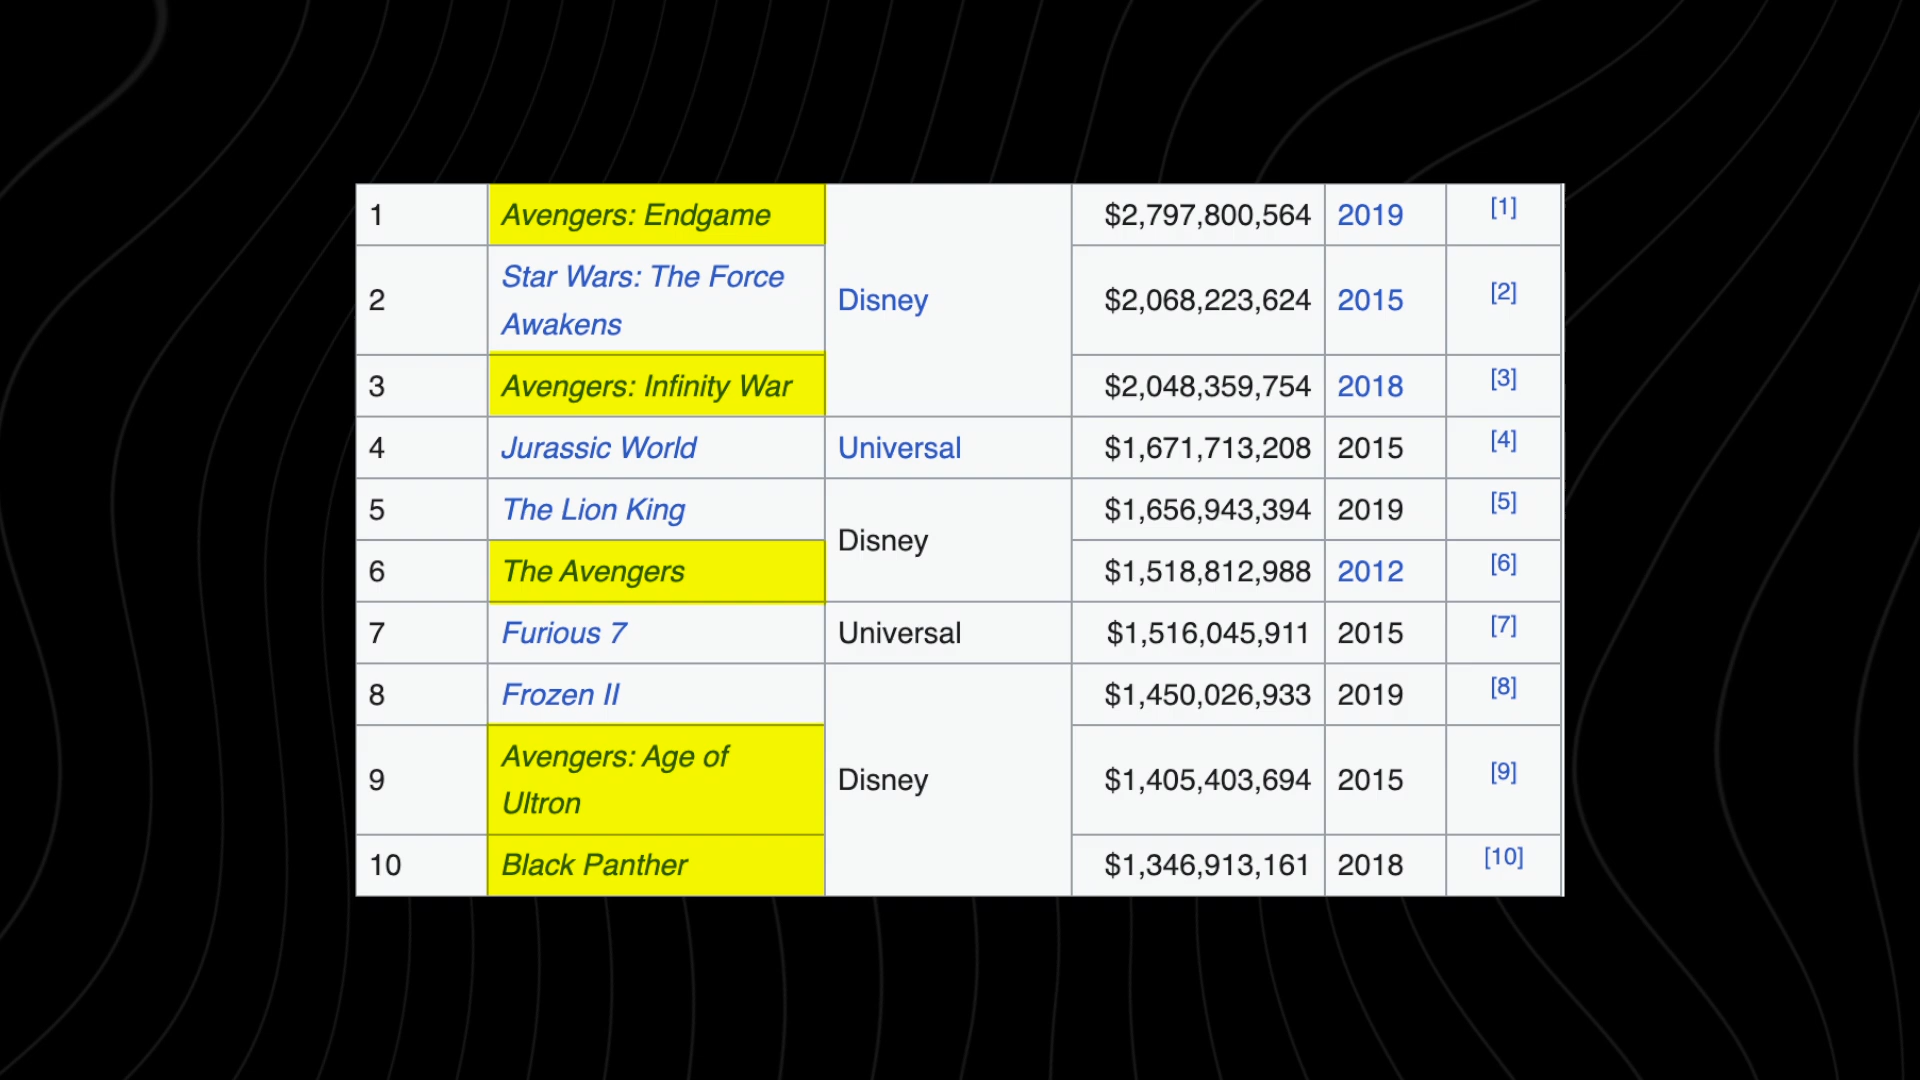 1 Avengers: Endgame $2,797,800,564 2019 [1]
2 Star Wars: The Force Awakens Disney $2,068,223,624 2015 [2]
3 Avengers: Infinity War $2,048,359,754 2018 [3]
4 Jurassic World Universal $1,671,713,208 2015 [4]
5 The Lion King $1,656,943,394 2019 [5]
Disney
6 The Avengers $1,518,812,988 2012 [6]
7 Furious 7 Universal $1,516,045,911 2015 [7]
8 Frozen II $1,450,026,933 2019 [8]
9 Avengers: Age of Ultron Disney $1,405,403,694 2015 [9]
10 Black Panther $1,346,913,161 2018 [10]